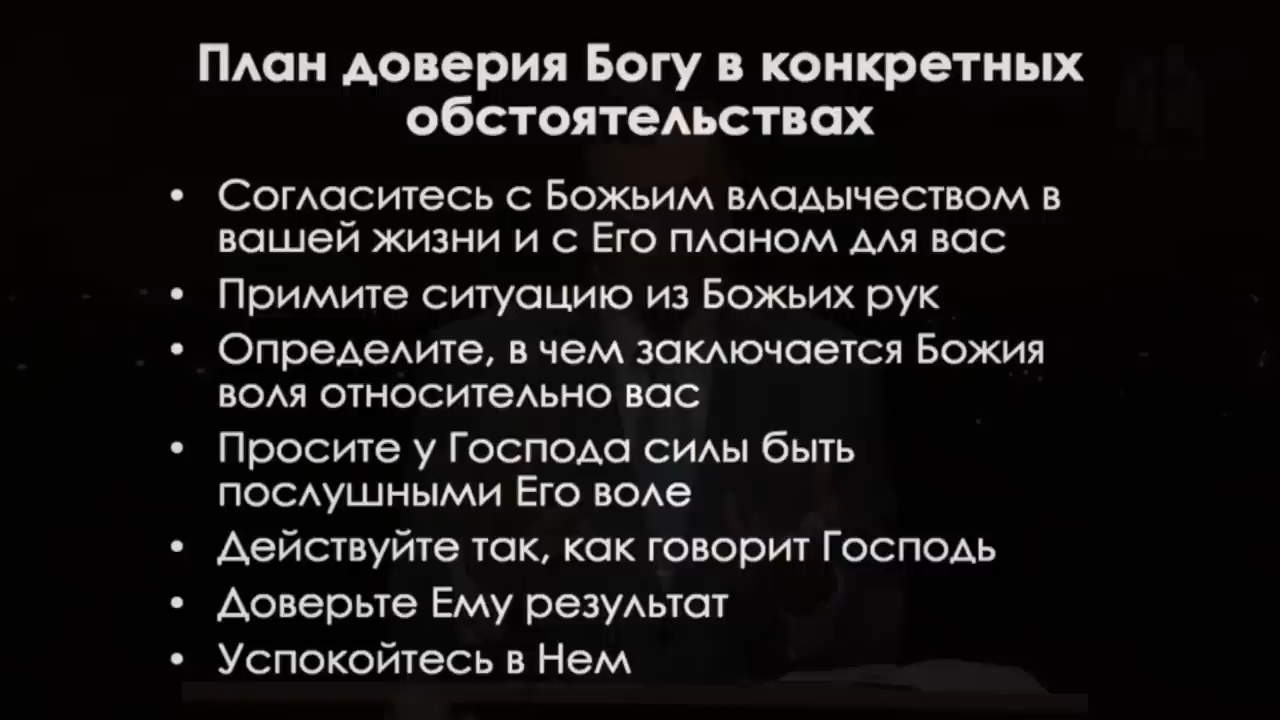 План доверия Богу в конкретных
обстоятельствах
• Согласитесь с Божьим владычеством в
вашей жизни и с Его планом для вас
• Примите ситуацию из Божьих рук
• Определите, в чем заключается Божия
воля относительно вас
• Просите у Господа силы быть
послушными Его воле
• Действуйте так, как говорит Господь
• Доверьте Ему результат
• Успокойтесь в Нем